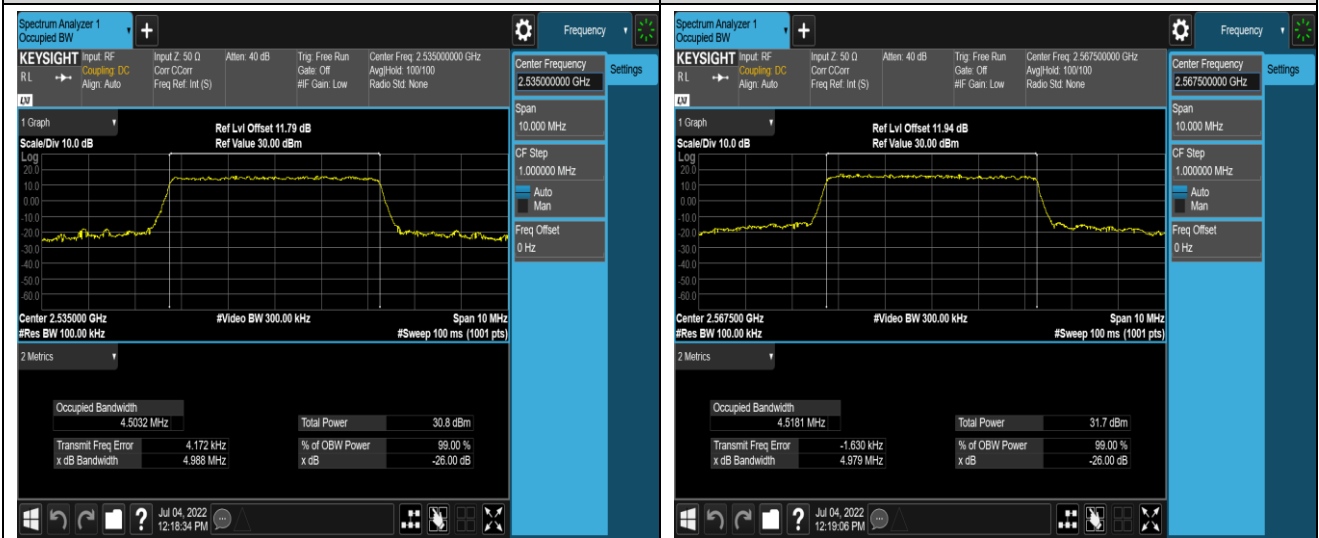 Spectrum Analyzer 1
Occupied BW
Frequency
KEYSIGHT
RL
LXI
Input: RF
Coupling: DC
Align: Auto
Input Z: 50 Ω
Corr CCorr
Freq Ref: Int (S)
Atten: 40 dB
Trig: Free Run
Gate: Off
#IF Gain: Low
Center Freq: 2.535000000 GHz
Avg|Hold: 100/100
Radio Std: None
Center Frequency
2.535000000 GHz
Settings
Span
10.000 MHz
CF Step
1.000000 MHz
Auto
Man
Freq Offset
0 Hz
1 Graph
Ref Lvl Offset 11.79 dB
Scale/Div 10.0 dB
Ref Value 30.00 dBm
Log
20.0
10.0
0.00
-10.0
-20.0
-30.0
-40.0
-50.0
-60.0
Center 2.535000 GHz
#Video BW 300.00 kHz
Span 10 MHz
#Res BW 100.00 kHz
#Sweep 100 ms (1001 pts)
2 Metrics
Occupied Bandwidth
4.5032 MHz
Total Power 30.8 dBm
Transmit Freq Error 4.172 kHz
% of OBW Power 99.00 %
x dB Bandwidth 4.988 MHz
x dB -26.00 dB
?
Jul 04, 2022
12:18:34 PM
Spectrum Analyzer 1
Occupied BW
Frequency
KEYSIGHT
RL
LXI
Input: RF
Coupling: DC
Align: Auto
Input Z: 50 Ω
Corr CCorr
Freq Ref: Int (S)
Atten: 40 dB
Trig: Free Run
Gate: Off
#IF Gain: Low
Center Freq: 2.567500000 GHz
Avg|Hold: 100/100
Radio Std: None
Center Frequency
2.567500000 GHz
Settings
Span
10.000 MHz
CF Step
1.000000 MHz
Auto
Man
Freq Offset
0 Hz
1 Graph
Ref Lvl Offset 11.94 dB
Scale/Div 10.0 dB
Ref Value 30.00 dBm
Log
20.0
10.0
0.00
-10.0
-20.0
-30.0
-40.0
-50.0
-60.0
Center 2.567500 GHz
#Video BW 300.00 kHz
Span 10 MHz
#Res BW 100.00 kHz
#Sweep 100 ms (1001 pts)
2 Metrics
Occupied Bandwidth
4.5181 MHz
Total Power 31.7 dBm
Transmit Freq Error -1.630 kHz
% of OBW Power 99.00 %
x dB Bandwidth 4.979 MHz
x dB -26.00 dB
?
Jul 04, 2022
12:19:06 PM